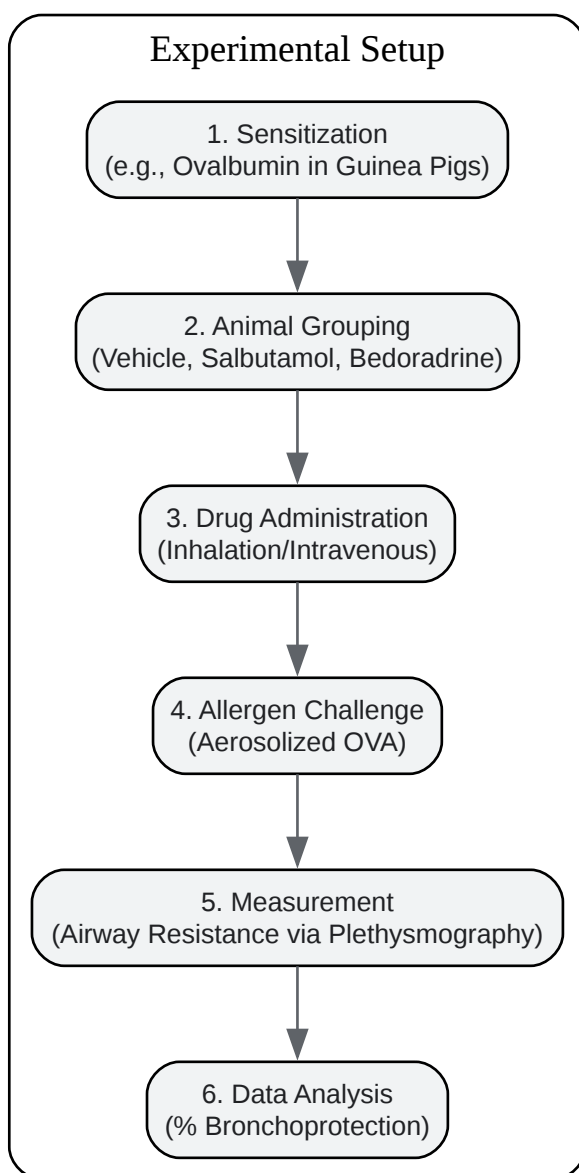 Experimental Setup
1. Sensitization
(e.g., Ovalbumin in Guinea Pigs)
2. Animal Grouping
(Vehicle, Salbutamol, Bedoradrine)
3. Drug Administration
(Inhalation/Intravenous)
4. Allergen Challenge
(Aerosolized OVA)
5. Measurement
(Airway Resistance via Plethysmography)
6. Data Analysis
(% Bronchoprotection)